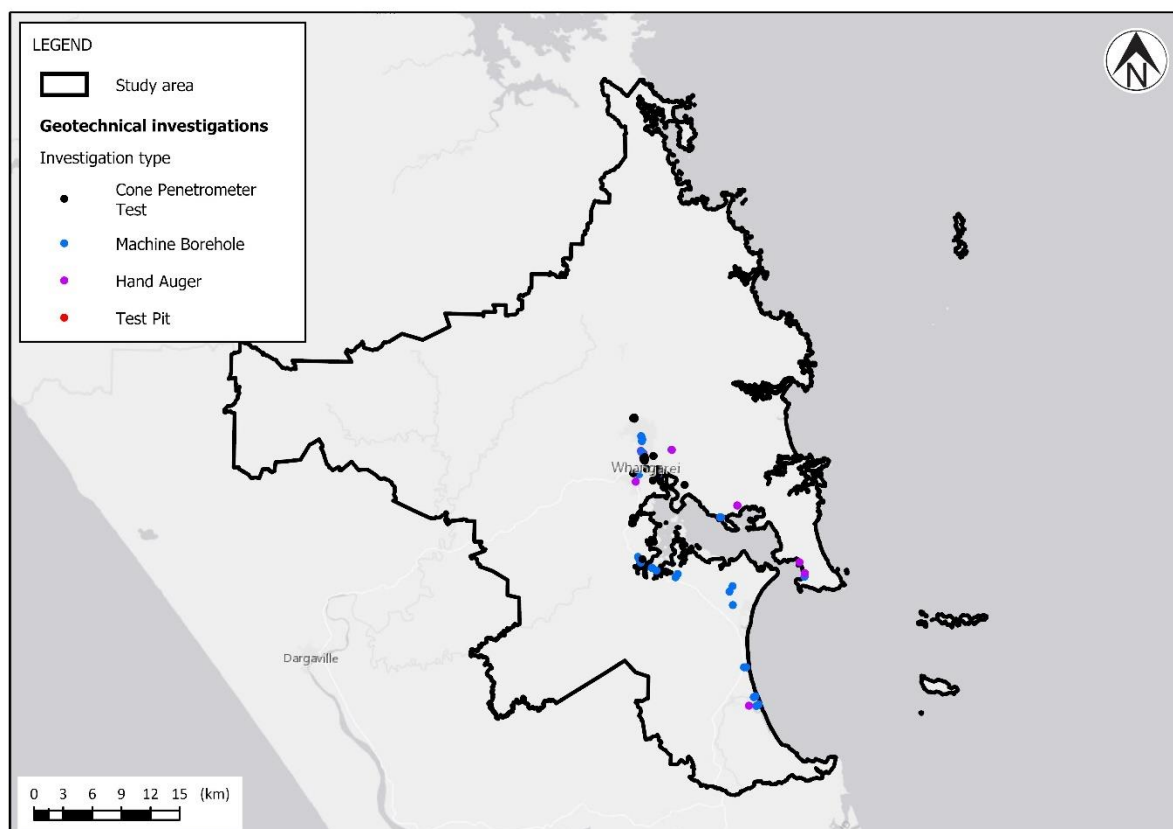 LEGEND
Study area
Geotechnical investigations
Investigation type
Cone Penetrometer
Test
Machine Borehole
Hand Auger
Test Pit
N
Whangarei
Dargaville
0 3 6 9 12 15 (km)